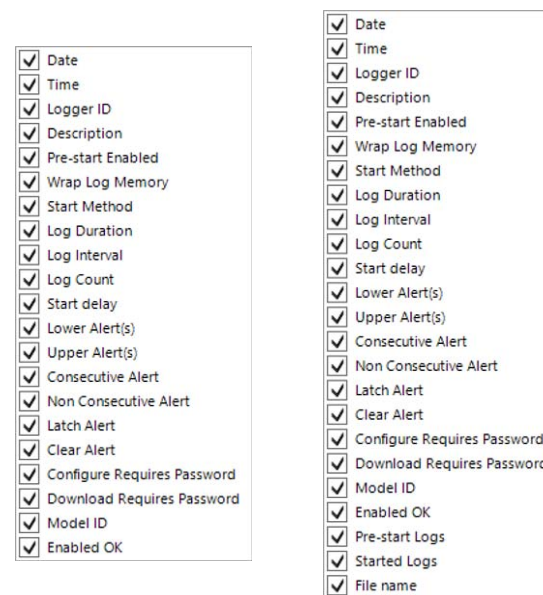 Date
Time
Logger ID
Description
Pre-start Enabled
Wrap Log Memory
Start Method
Log Duration
Log Interval
Log Count
Start delay
Lower Alert(s)
Upper Alert(s)
Consecutive Alert
Non Consecutive Alert
Latch Alert
Clear Alert
Configure Requires Password
Download Requires Password
Model ID
Enabled OK
Date
Time
Logger ID
Description
Pre-start Enabled
Wrap Log Memory
Start Method
Log Duration
Log Interval
Log Count
Start delay
Lower Alert(s)
Upper Alert(s)
Consecutive Alert
Non Consecutive Alert
Latch Alert
Clear Alert
Configure Requires Password
Download Requires Password
Model ID
Enabled OK
Pre-start Logs
Started Logs
File name